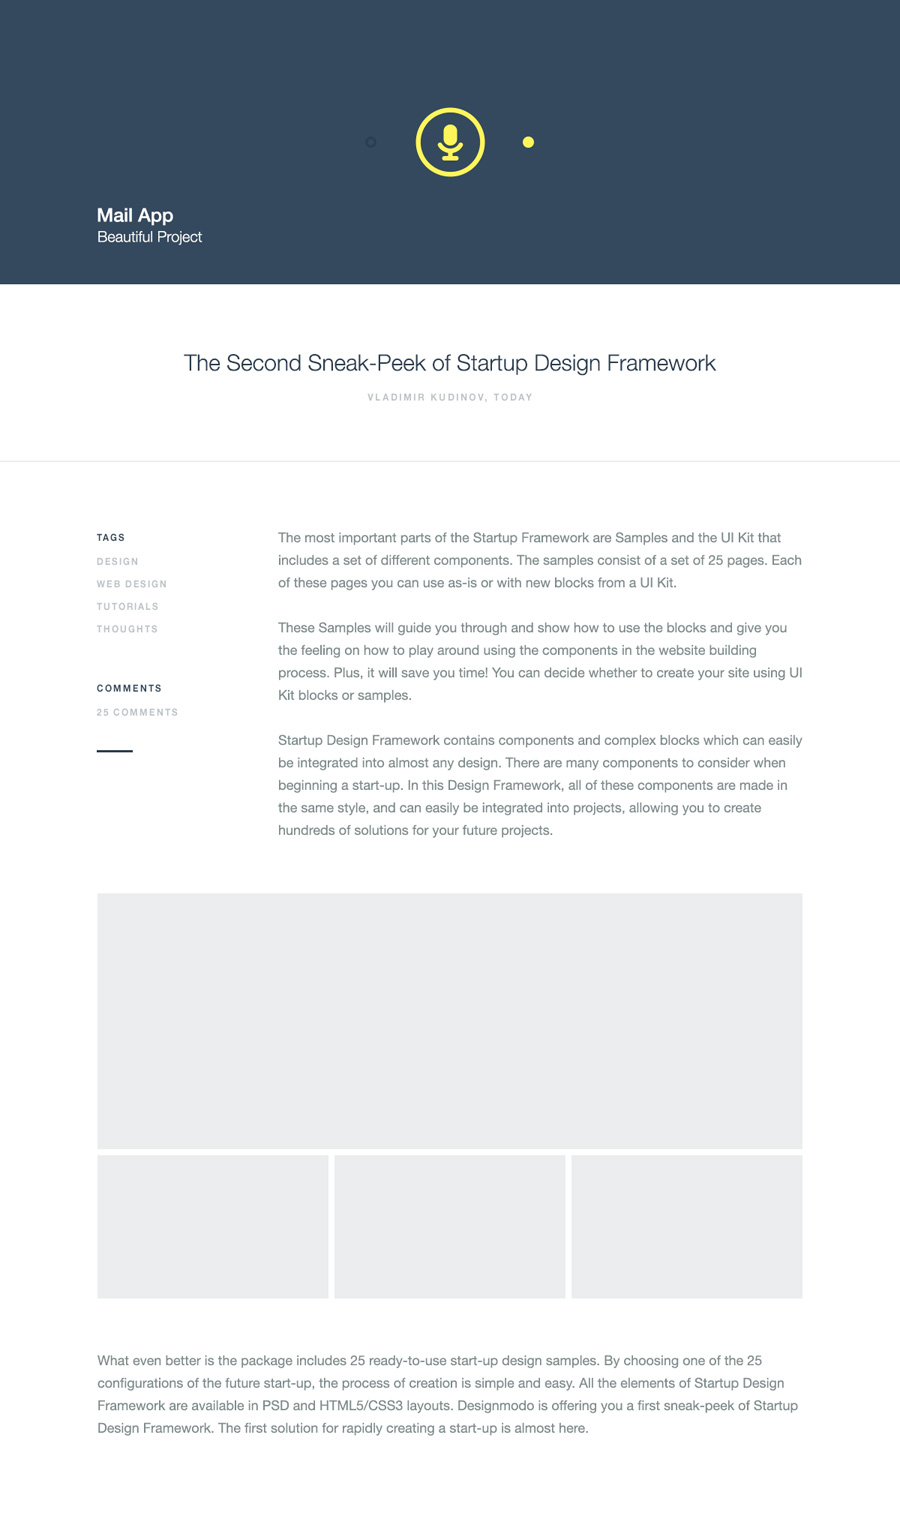 Mail App
Beautiful Project
The Second Sneak-Peek of Startup Design Framework
VLADIMIR KUDINOV, TODAY
TAGS
DESIGN
WEB DESIGN
TUTORIALS
THOUGHTS
COMMENTS
25 COMMENTS
The most important parts of the Startup Framework are Samples and the UI Kit that
includes a set of different components. The samples consist of a set of 25 pages. Each
of these pages you can use as-is or with new blocks from a UI Kit.
These Samples will guide you through and show how to use the blocks and give you
the feeling on how to play around using the components in the website building
process. Plus, it will save you time! You can decide whether to create your site using UI
Kit blocks or samples.
Startup Design Framework contains components and complex blocks which can easily
be integrated into almost any design. There are many components to consider when
beginning a start-up. In this Design Framework, all of these components are made in
the same style, and can easily be integrated into projects, allowing you to create
hundreds of solutions for your future projects.
What even better is the package includes 25 ready-to-use start-up design samples. By choosing one of the 25
configurations of the future start-up, the process of creation is simple and easy. All the elements of Startup Design
Framework are available in PSD and HTML5/CSS3 layouts. Designmodo is offering you a first sneak-peek of Startup
Design Framework. The first solution for rapidly creating a start-up is almost here.